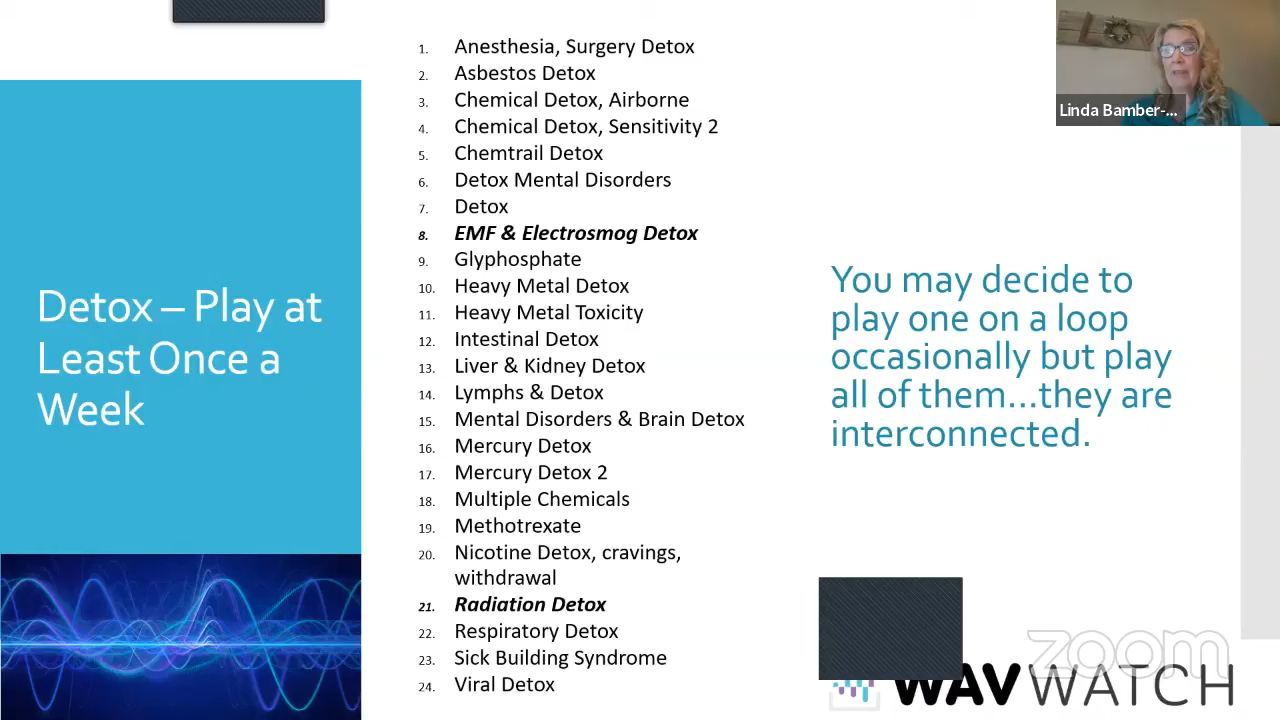 Detox – Play at
Least Once a
Week
1. Anesthesia, Surgery Detox
2. Asbestos Detox
3. Chemical Detox, Airborne
4. Chemical Detox, Sensitivity 2
5. Chemtrail Detox
6. Detox Mental Disorders
7. Detox
8. EMF & Electrosmog Detox
9. Glyphosphate
10. Heavy Metal Detox
11. Heavy Metal Toxicity
12. Intestinal Detox
13. Liver & Kidney Detox
14. Lymphs & Detox
15. Mental Disorders & Brain Detox
16. Mercury Detox
17. Mercury Detox 2
18. Multiple Chemicals
19. Methotrexate
20. Nicotine Detox, cravings,
withdrawal
21. Radiation Detox
22. Respiratory Detox
23. Sick Building Syndrome
24. Viral Detox
You may decide to
play one on a loop
occasionally but play
all of them...they are
interconnected.
Linda Bamber-...
zoom
WAVWATCH